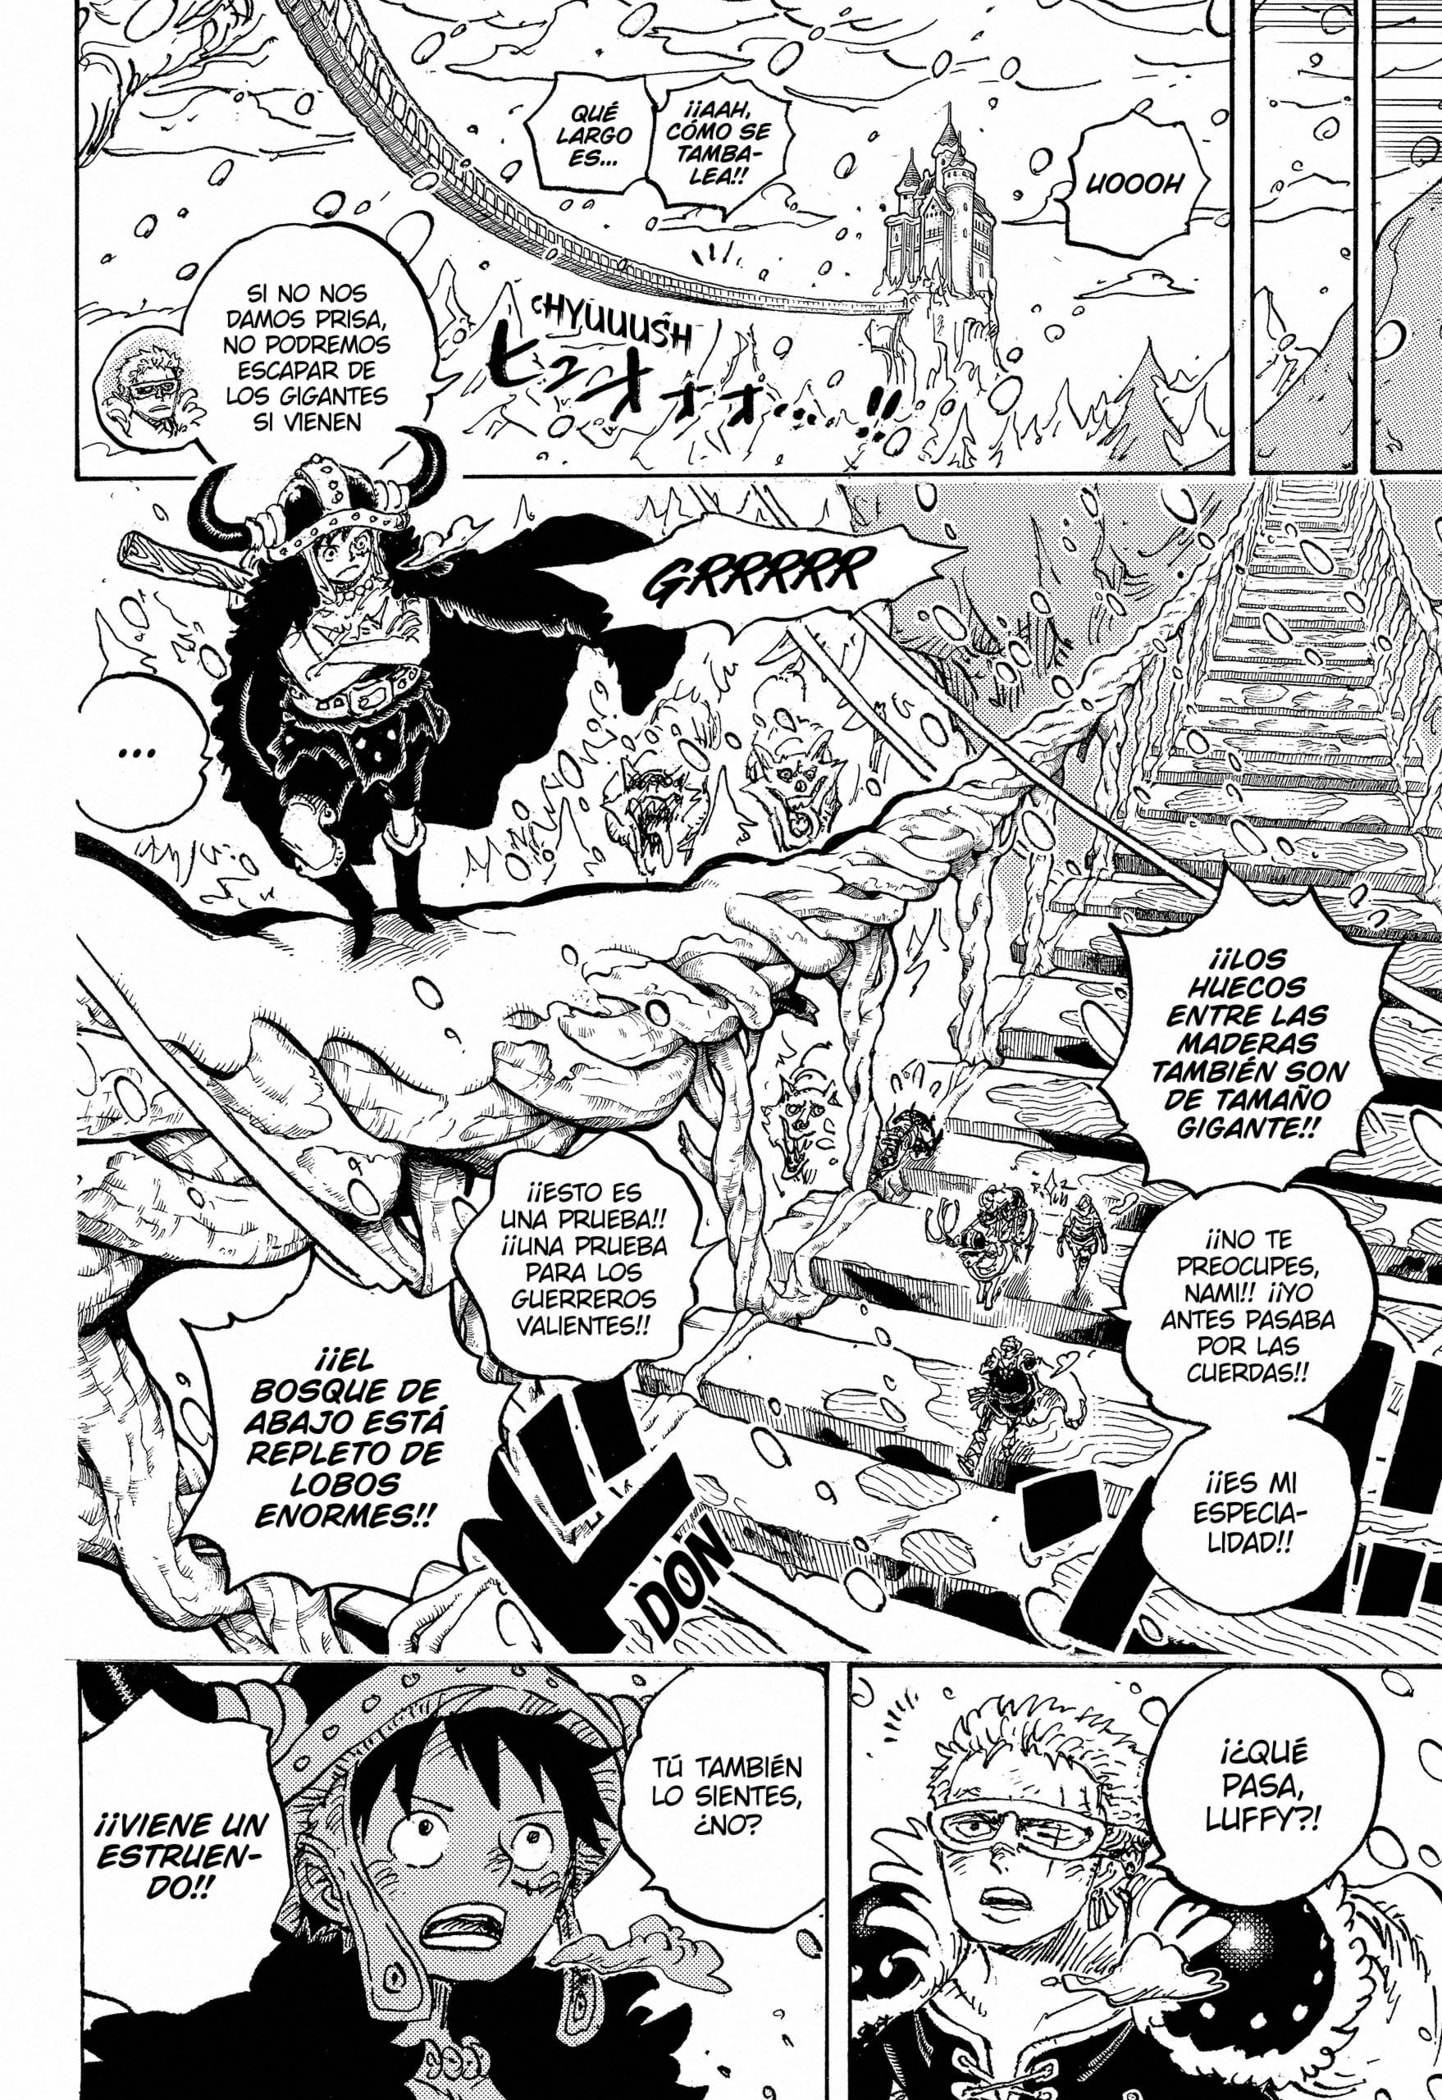 UOOOH
¡¡AAH,
CÓMO SE
TAMBA-
LEA!!
QUÉ
LARGO
ES...
CHYUUUSH
ヒュオオオ...!!
SI NO NOS
DAMOS PRISA,
NO PODREMOS
ESCAPAR DE
LOS GIGANTES
SI VIENEN
GRRRRR
...
¡¡LOS
HUECOS
ENTRE LAS
MADERAS
TAMBIÉN SON
DE TAMAÑO
GIGANTE!!
¡¡NO TE
PREOCUPES,
NAMI!! ¡¡YO
ANTES PASABA
POR LAS
CUERDAS!!
¡¡ES MI
ESPECIA-
LIDAD!!
¡¡ESTO ES
UNA PRUEBA!!
¡¡UNA PRUEBA
PARA LOS
GUERREROS
VALIENTES!!
¡¡EL
BOSQUE DE
ABAJO ESTÁ
REPLETO DE
LOBOS
ENORMES!!
DON
¡¿QUÉ
PASA,
LUFFY?!
TÚ TAMBIÉN
LO SIENTES,
¿NO?
¡¡VIENE UN
ESTRUEN-
DO!!